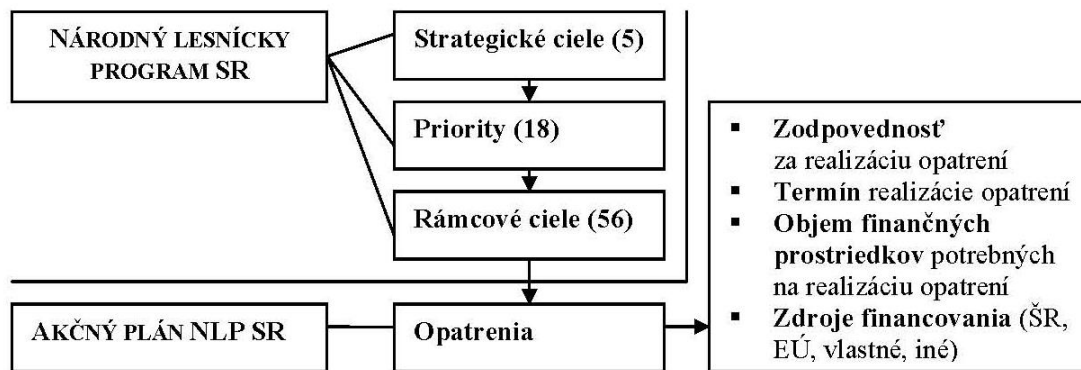 NÁRODNÝ LESNÍCKY
PROGRAM SR
Strategické ciele (5)
Priority (18)
Rámcové ciele (56)
AKČNÝ PLÁN NLP SR
Opatrenia
▪ Zodpovednosť
za realizáciu opatrení
▪ Termín realizácie opatrení
▪ Objem finančných
prostriedkov potrebných
na realizáciu opatrení
▪ Zdroje financovania (ŠR,
EÚ, vlastné, iné)